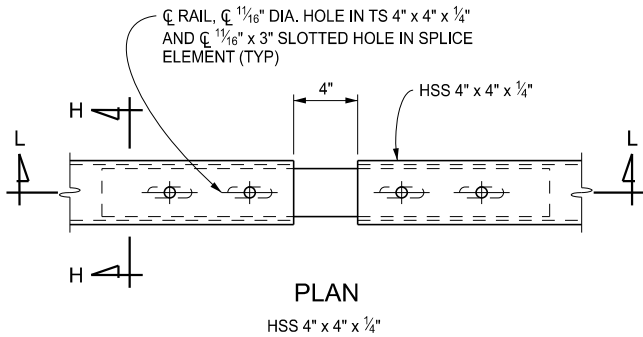 ℄ RAIL, ℄ 11/16" DIA. HOLE IN TS 4" x 4" x 1/4"
AND ℄ 11/16" x 3" SLOTTED HOLE IN SPLICE
ELEMENT (TYP)
4"
HSS 4" x 4" x 1/4"
H
L
L
H
PLAN
HSS 4" x 4" x 1/4"